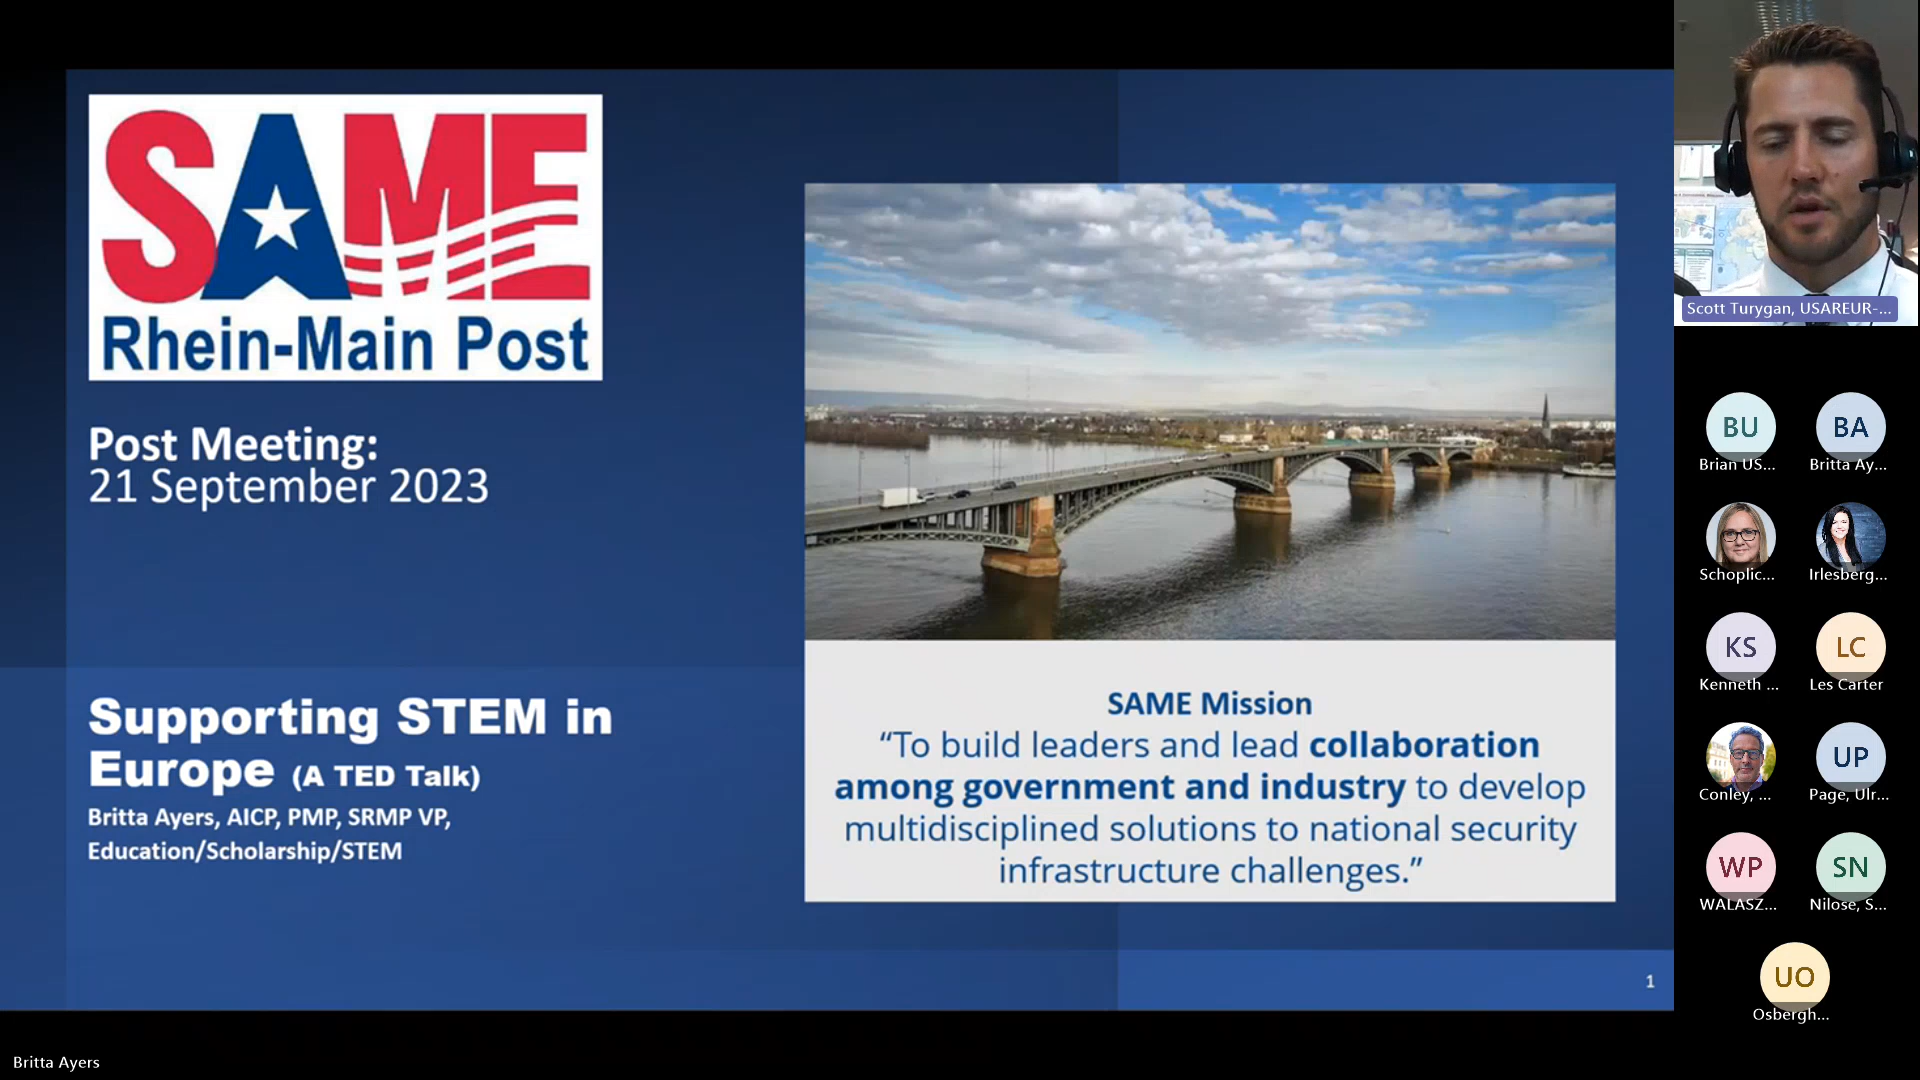 SAME
Rhein-Main Post
Post Meeting:
21 September 2023
Supporting STEM in
Europe (A TED Talk)
Britta Ayers, AICP, PMP, SRMP VP,
Education/Scholarship/STEM
SAME Mission
“To build leaders and lead collaboration
among government and industry to develop
multidisciplined solutions to national security
infrastructure challenges.”
1
Britta Ayers
Scott Turygan, USAREUR-...
BU
Brian US...
BA
Britta Ay...
Schoplic...
Irlesberg...
KS
Kenneth ...
LC
Les Carter
Conley, ...
UP
Page, Ulr...
WP
WALASZ...
SN
Nilose, S...
UO
Osbergh...